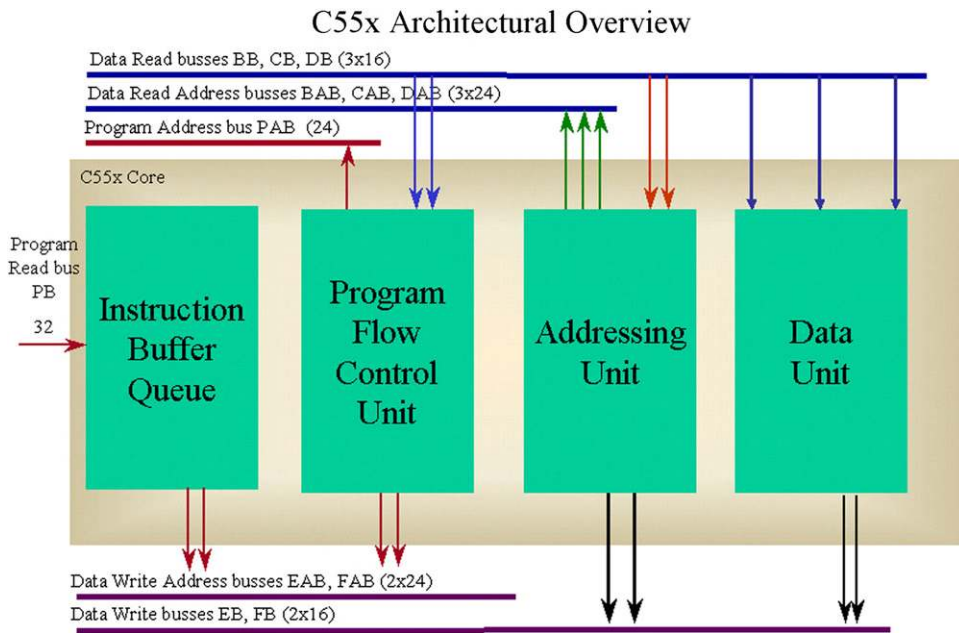 C55x Architectural Overview
Data Read busses BB, CB, DB (3x16)
Data Read Address busses BAB, CAB, DAB (3x24)
Program Address bus PAB (24)
C55x Core
Program
Read bus
PB
32
Instruction
Buffer
Queue
Program
Flow
Control
Unit
Addressing
Unit
Data
Unit
Data Write Address busses EAB, FAB (2x24)
Data Write busses EB, FB (2x16)